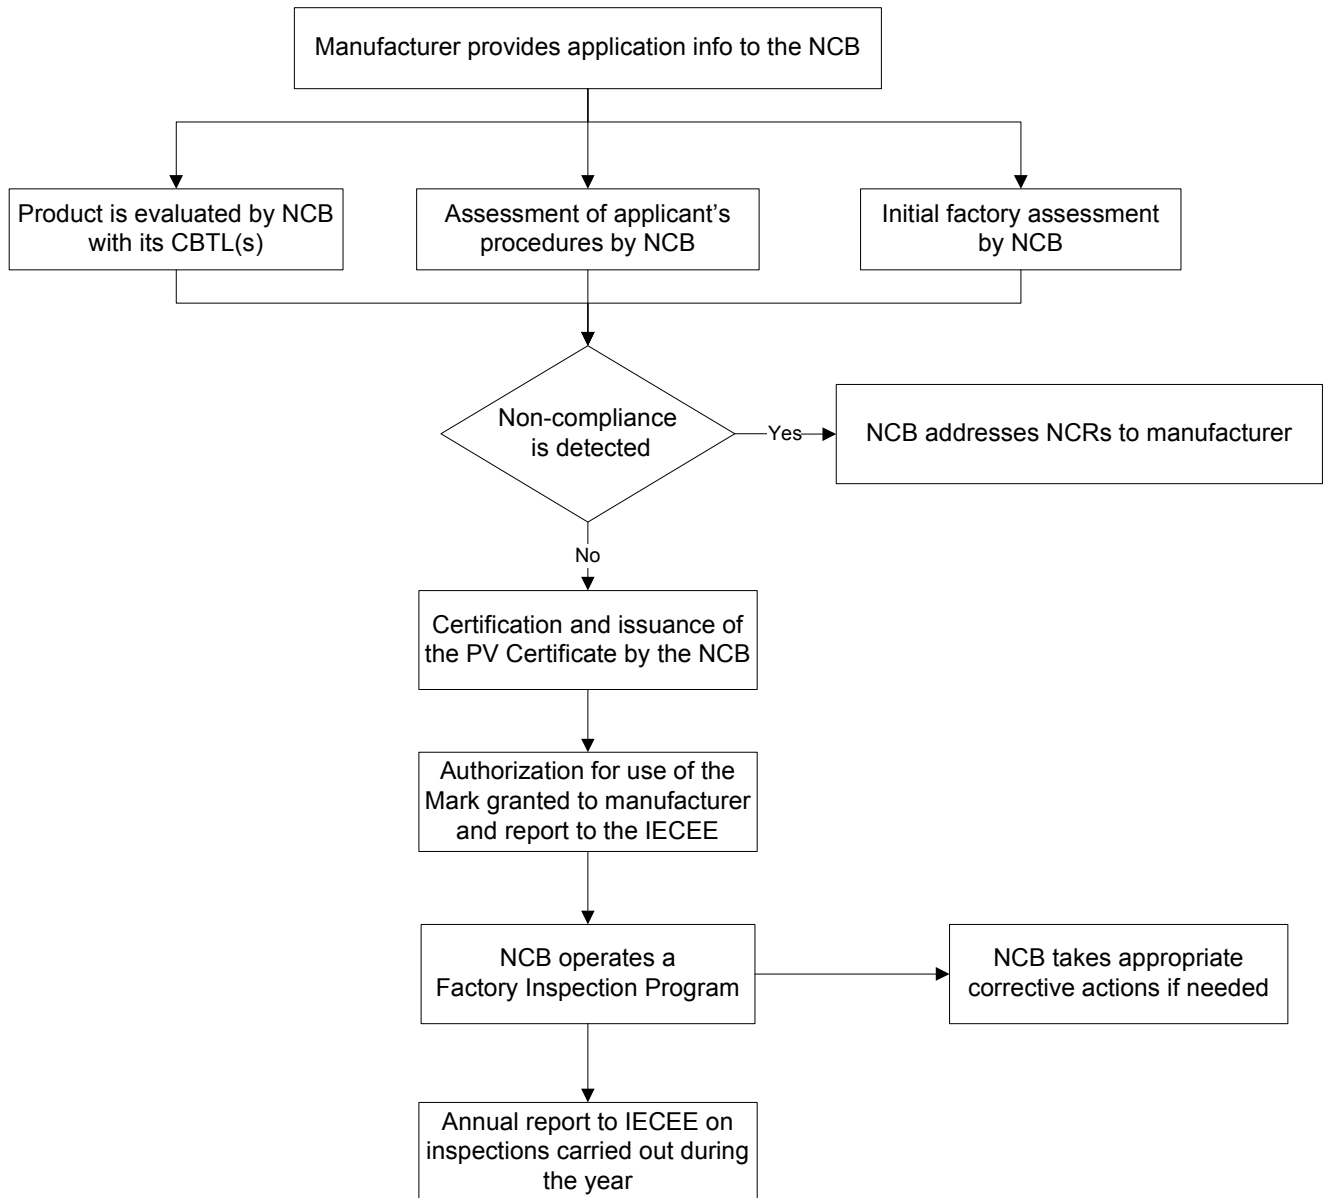 Manufacturer provides application info to the NCB
Product is evaluated by NCB
with its CBTL(s)
Assessment of applicant's
procedures by NCB
Initial factory assessment
by NCB
Non-compliance
is detected
Yes
NCB addresses NCRs to manufacturer
No
Certification and issuance of
the PV Certificate by the NCB
Authorization for use of the
Mark granted to manufacturer
and report to the IECEE
NCB operates a
Factory Inspection Program
NCB takes appropriate
corrective actions if needed
Annual report to IECEE on
inspections carried out during
the year